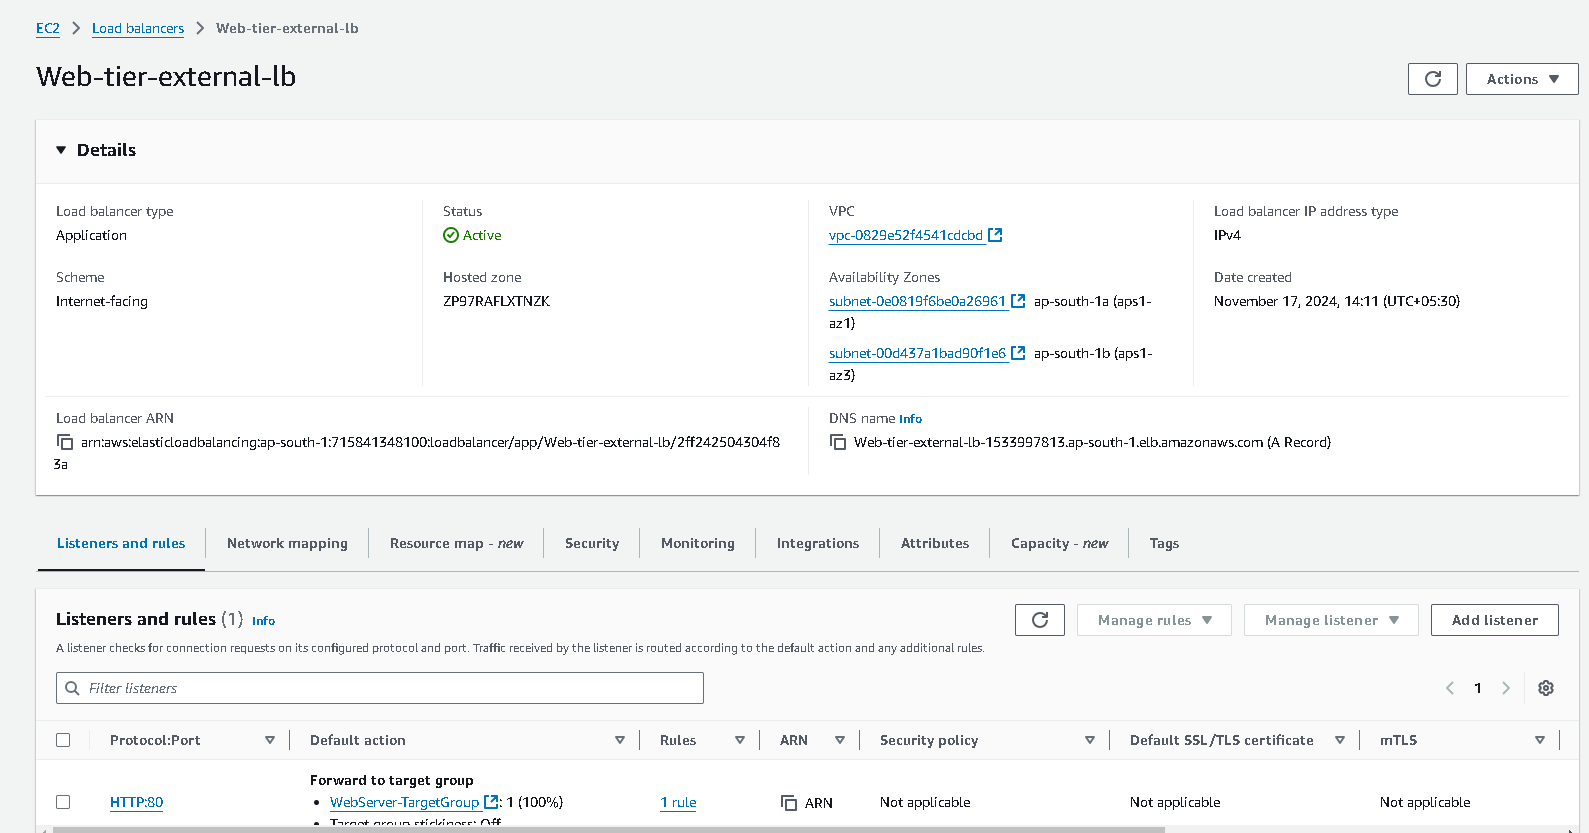 EC2 > Load balancers > Web-tier-external-lb
Web-tier-external-lb
Actions
Details
Load balancer type
Application
Status
Active
VPC
vpc-0829e52f4541cdcbd
Load balancer IP address type
IPv4
Scheme
Internet-facing
Hosted zone
ZP97RAFLXTNZK
Availability Zones
subnet-0e0819f6be0a26961 ap-south-1a (aps1-
az1)
subnet-00d437a1bad90f1e6 ap-south-1b (aps1-
az3)
Date created
November 17, 2024, 14:11 (UTC+05:30)
Load balancer ARN
arn:aws:elasticloadbalancing:ap-south-1:715841348100:loadbalancer/app/Web-tier-external-lb/2ff242504304f8
3a
DNS name Info
Web-tier-external-lb-1533997813.ap-south-1.elb.amazonaws.com (A Record)
Listeners and rules Network mapping Resource map - new Security Monitoring Integrations Attributes Capacity - new Tags
Listeners and rules (1) Info
Manage rules Manage listener Add listener
A listener checks for connection requests on its configured protocol and port. Traffic received by the listener is routed according to the default action and any additional rules.
Filter listeners
1
Protocol:Port Default action Rules ARN Security policy Default SSL/TLS certificate mTLS
Forward to target group
HTTP:80 • WebServer-TargetGroup : 1 (100%) 1 rule ARN Not applicable Not applicable Not applicable
• Target group stickiness: Off